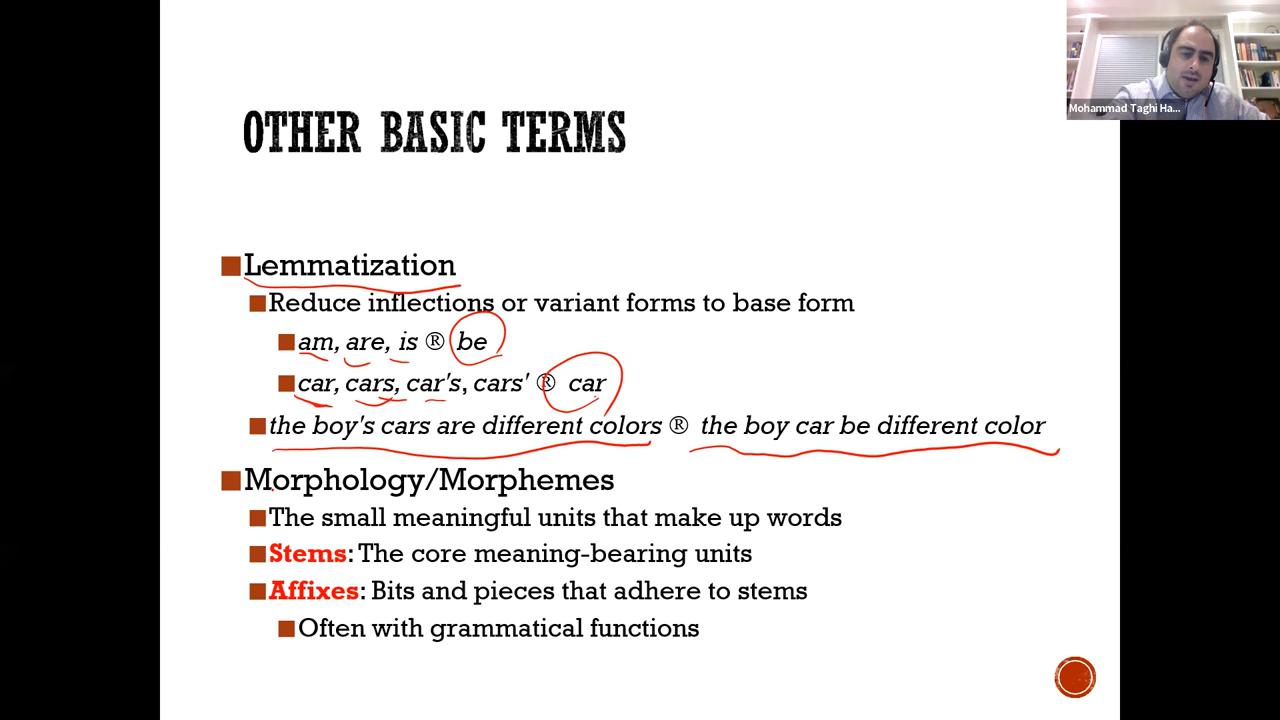 Mohammad Taghi Ha...
OTHER BASIC TERMS
Lemmatization
Reduce inflections or variant forms to base form
am, are, is ® be
car, cars, car's, cars' ® car
the boy's cars are different colors ® the boy car be different color
Morphology/Morphemes
The small meaningful units that make up words
Stems: The core meaning-bearing units
Affixes: Bits and pieces that adhere to stems
Often with grammatical functions